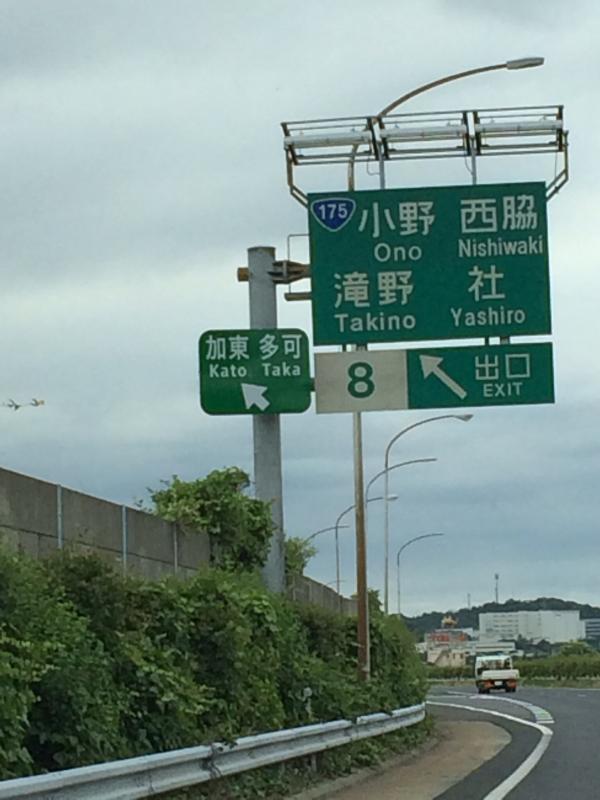 175 小野 西脇
Ono Nishiwaki
滝野 社
Takino Yashiro
加東 多可
Kato Taka
8 出口
EXIT